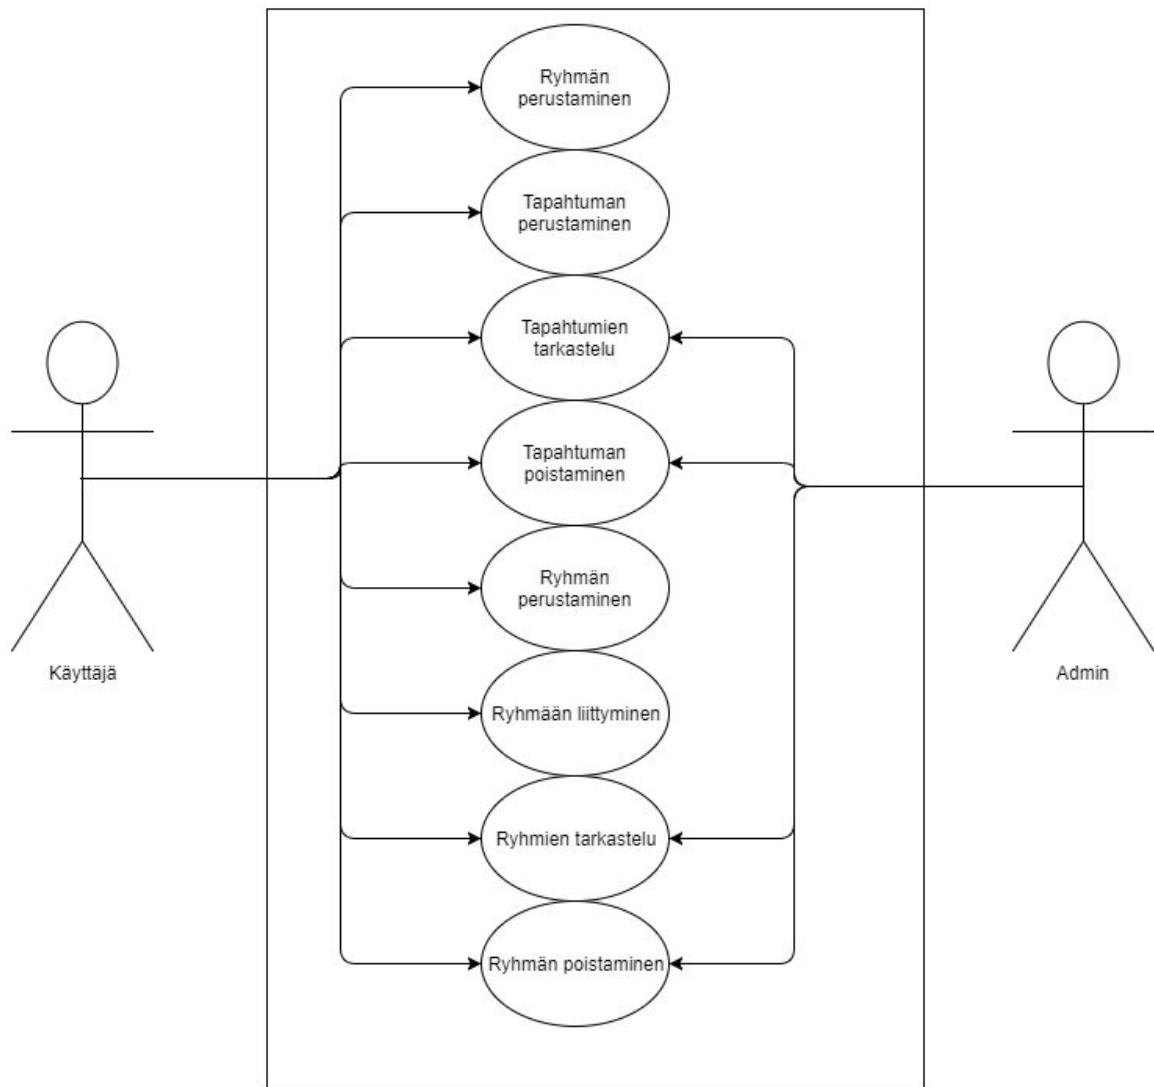 Ryhmän
perustaminen
Tapahtuman
perustaminen
Tapahtumien
tarkastelu
Tapahtuman
poistaminen
Ryhmän
perustaminen
Ryhmään liittyminen
Ryhmien tarkastelu
Ryhmän poistaminen
Käyttäjä
Admin